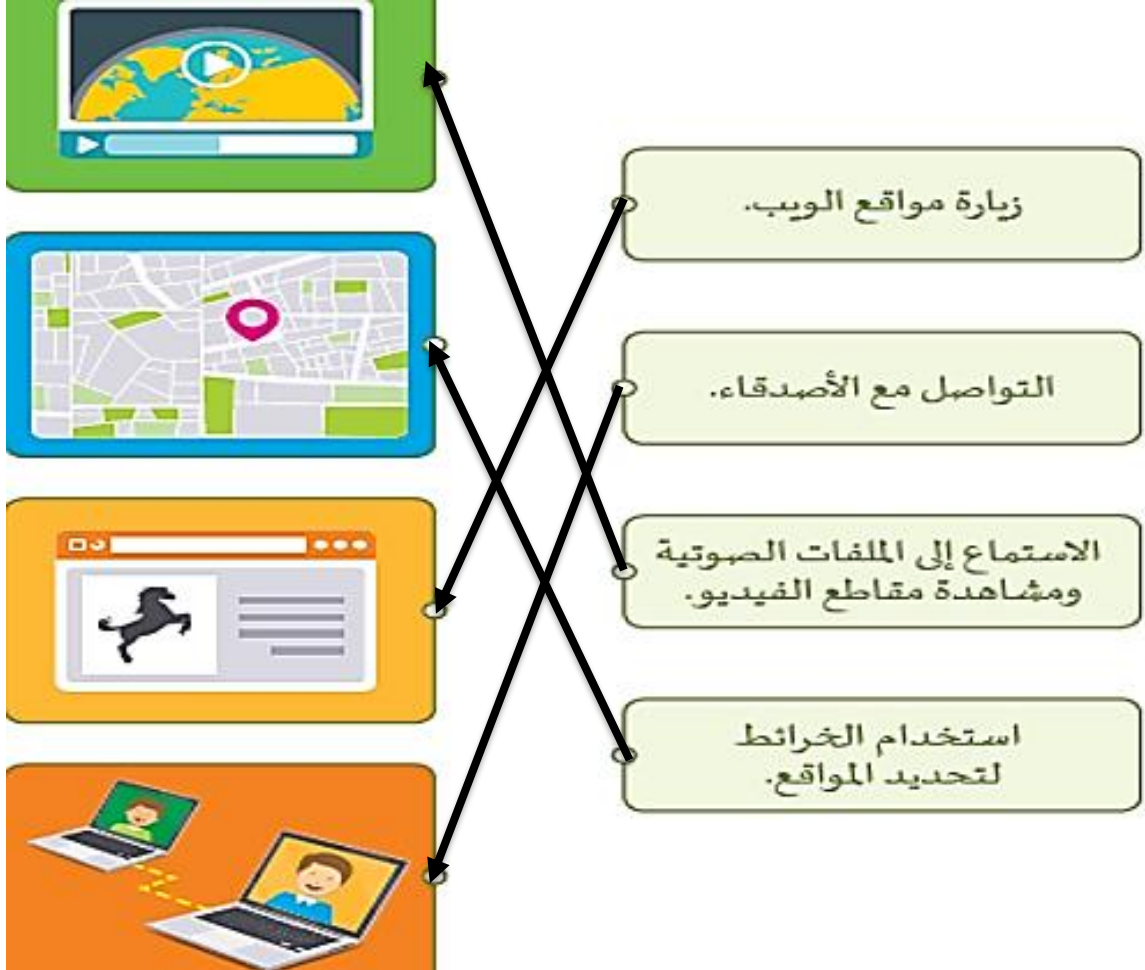 زيارة مواقع الويب.
التواصل مع الأصدقاء.
الاستماع إلى الملفات الصوتية
ومشاهدة مقاطع الفيديو.
استخدام الخرائط
لتحديد المواقع.